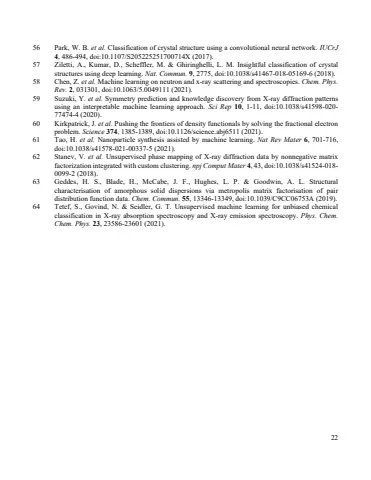 56 Park, W. B. et al. Classification of crystal structure using a convolutional neural network. IUCrJ
4, 486-494, doi:10.1107/S205225251700714X (2017).
57 Ziletti, A., Kumar, D., Scheffler, M. & Ghiringhelli, L. M. Insightful classification of crystal
structures using deep learning. Nat. Commun. 9, 2775, doi:10.1038/s41467-018-05169-6 (2018).
58 Chen, Z. et al. Machine learning on neutron and x-ray scattering and spectroscopies. Chem. Phys.
Rev. 2, 031301, doi:10.1063/5.0049111 (2021).
59 Suzuki, Y. et al. Symmetry prediction and knowledge discovery from X-ray diffraction patterns
using an interpretable machine learning approach. Sci Rep 10, 1-11, doi:10.1038/s41598-020-
77474-4 (2020).
60 Kirkpatrick, J. et al. Pushing the frontiers of density functionals by solving the fractional electron
problem. Science 374, 1385-1389, doi:10.1126/science.abj6511 (2021).
61 Tao, H. et al. Nanoparticle synthesis assisted by machine learning. Nat Rev Mater 6, 701-716,
doi:10.1038/s41578-021-00337-5 (2021).
62 Stanev, V. et al. Unsupervised phase mapping of X-ray diffraction data by nonnegative matrix
factorization integrated with custom clustering. npj Comput Mater 4, 43, doi:10.1038/s41524-018-
0099-2 (2018).
63 Geddes, H. S., Blade, H., McCabe, J. F., Hughes, L. P. & Goodwin, A. L. Structural
characterisation of amorphous solid dispersions via metropolis matrix factorisation of pair
distribution function data. Chem. Commun. 55, 13346-13349, doi:10.1039/C9CC06753A (2019).
64 Tetef, S., Govind, N. & Seidler, G. T. Unsupervised machine learning for unbiased chemical
classification in X-ray absorption spectroscopy and X-ray emission spectroscopy. Phys. Chem.
Chem. Phys. 23, 23586-23601 (2021).
22